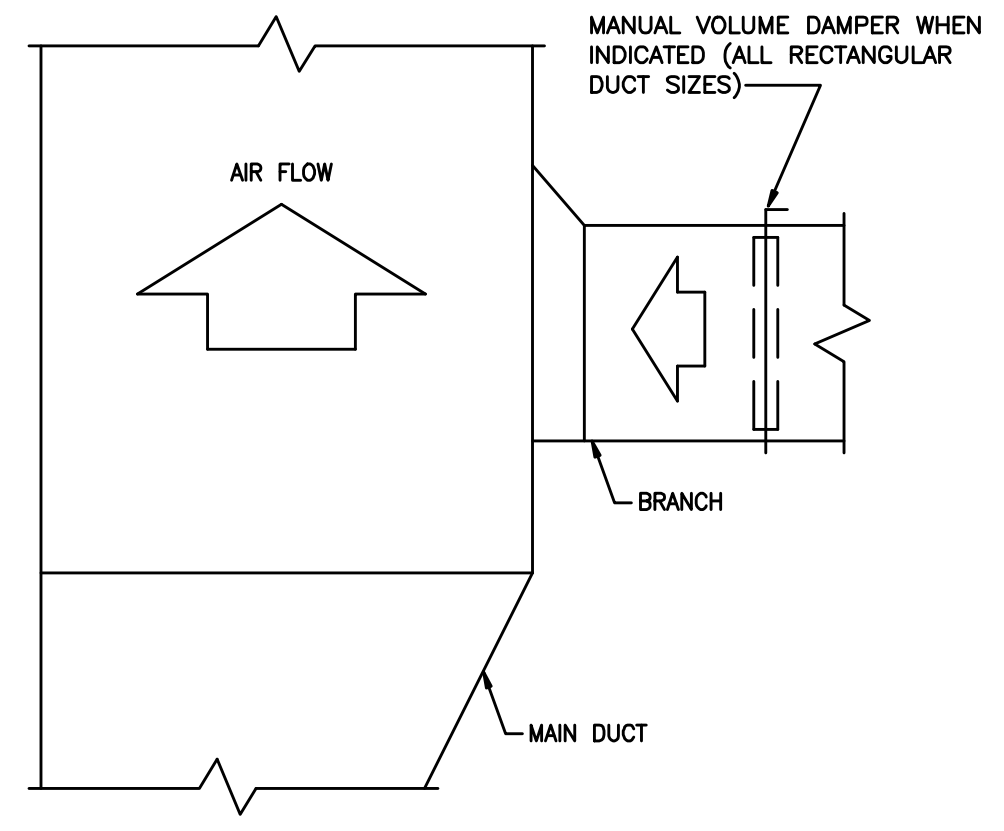 MANUAL VOLUME DAMPER WHEN
INDICATED (ALL RECTANGULAR
DUCT SIZES)
AIR FLOW
BRANCH
MAIN DUCT